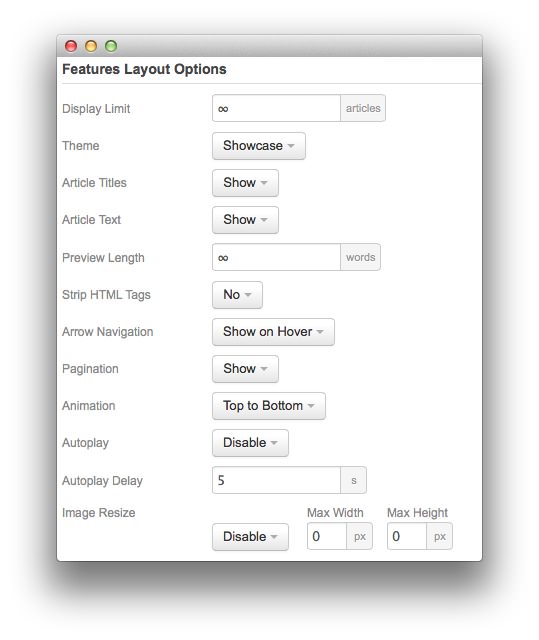 Features Layout Options
Display Limit ∞ articles
Theme Showcase
Article Titles Show
Article Text Show
Preview Length ∞ words
Strip HTML Tags No
Arrow Navigation Show on Hover
Pagination Show
Animation Top to Bottom
Autoplay Disable
Autoplay Delay 5 s
Image Resize Max Width Max Height
Disable 0 px 0 px